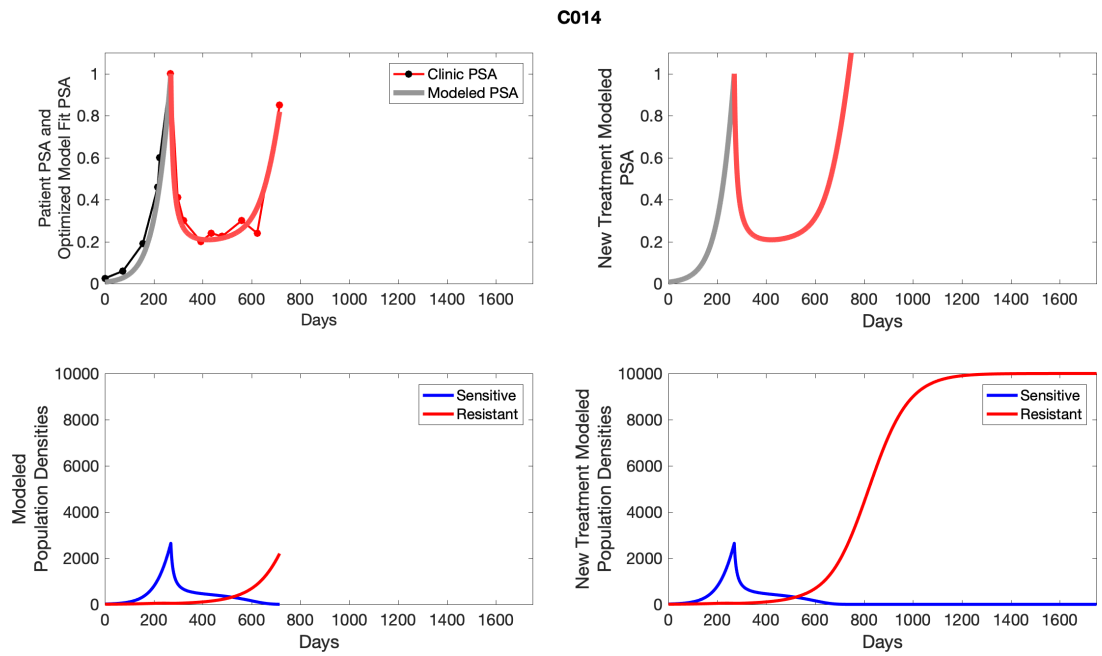 C014
Patient PSA and
Optimized Model Fit PSA
1
0.8
0.6
0.4
0.2
0
0 200 400 600 800 1000 1200 1400 1600
Days
Clinic PSA
Modeled PSA
New Treatment Modeled
PSA
1
0.8
0.6
0.4
0.2
0
0 200 400 600 800 1000 1200 1400 1600
Days
Modeled
Population Densities
10000
8000
6000
4000
2000
0
0 200 400 600 800 1000 1200 1400 1600
Days
Sensitive
Resistant
New Treatment Modeled
Population Densities
10000
8000
6000
4000
2000
0
0 200 400 600 800 1000 1200 1400 1600
Days
Sensitive
Resistant